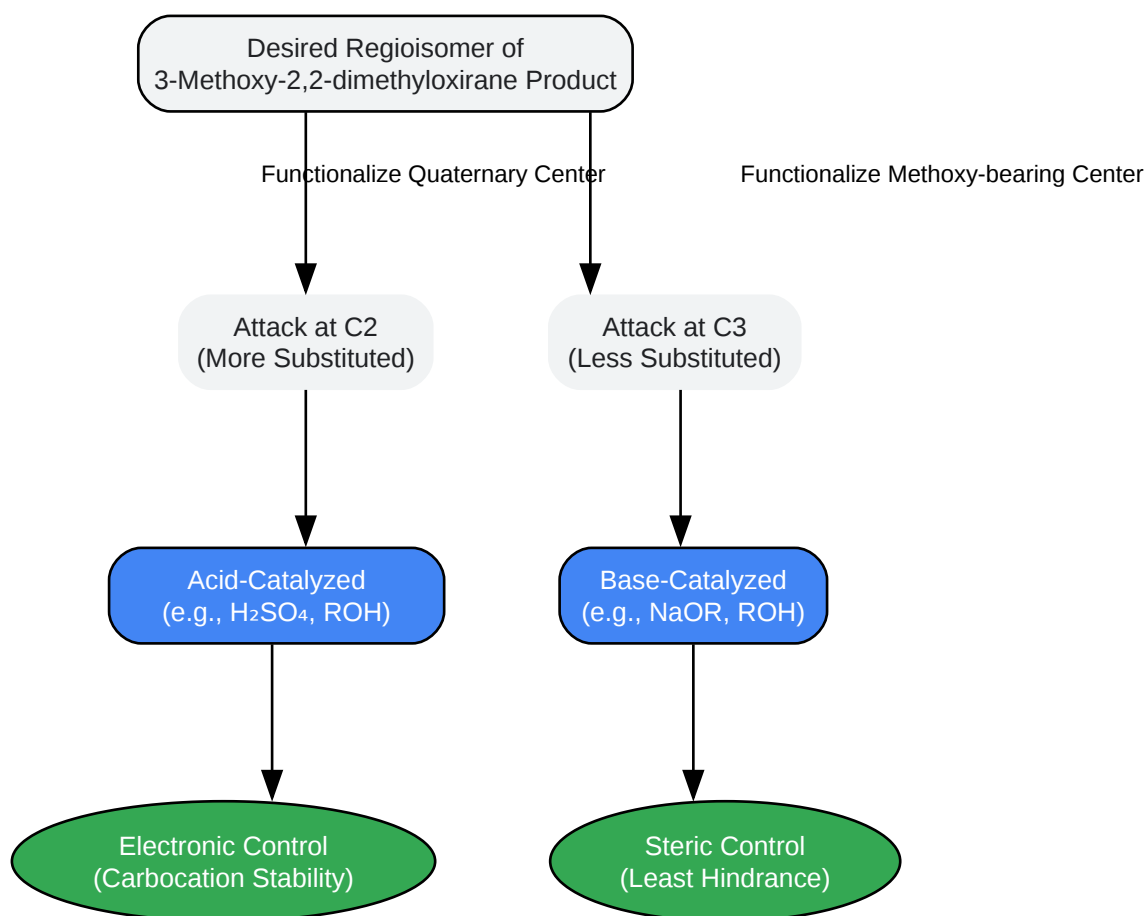 Desired Regioisomer of
3-Methoxy-2,2-dimethyloxirane Product
Functionalize Quaternary Center
Functionalize Methoxy-bearing Center
Attack at C2
(More Substituted)
Attack at C3
(Less Substituted)
Acid-Catalyzed
(e.g., H₂SO₄, ROH)
Base-Catalyzed
(e.g., NaOR, ROH)
Electronic Control
(Carbocation Stability)
Steric Control
(Least Hindrance)